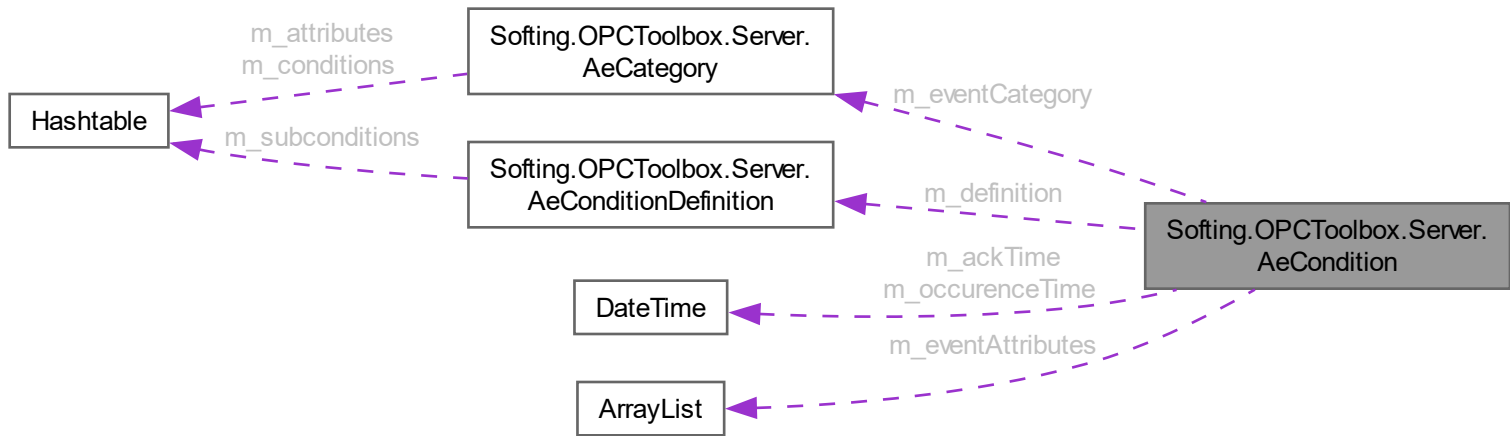 m_attributes
m_conditions
Softing.OPCToolbox.Server.
AeCategory
m_eventCategory
Hashtable
m_subconditions
Softing.OPCToolbox.Server.
AeConditionDefinition
m_definition
Softing.OPCToolbox.Server.
AeCondition
m_ackTime
m_occurenceTime
DateTime
m_eventAttributes
ArrayList